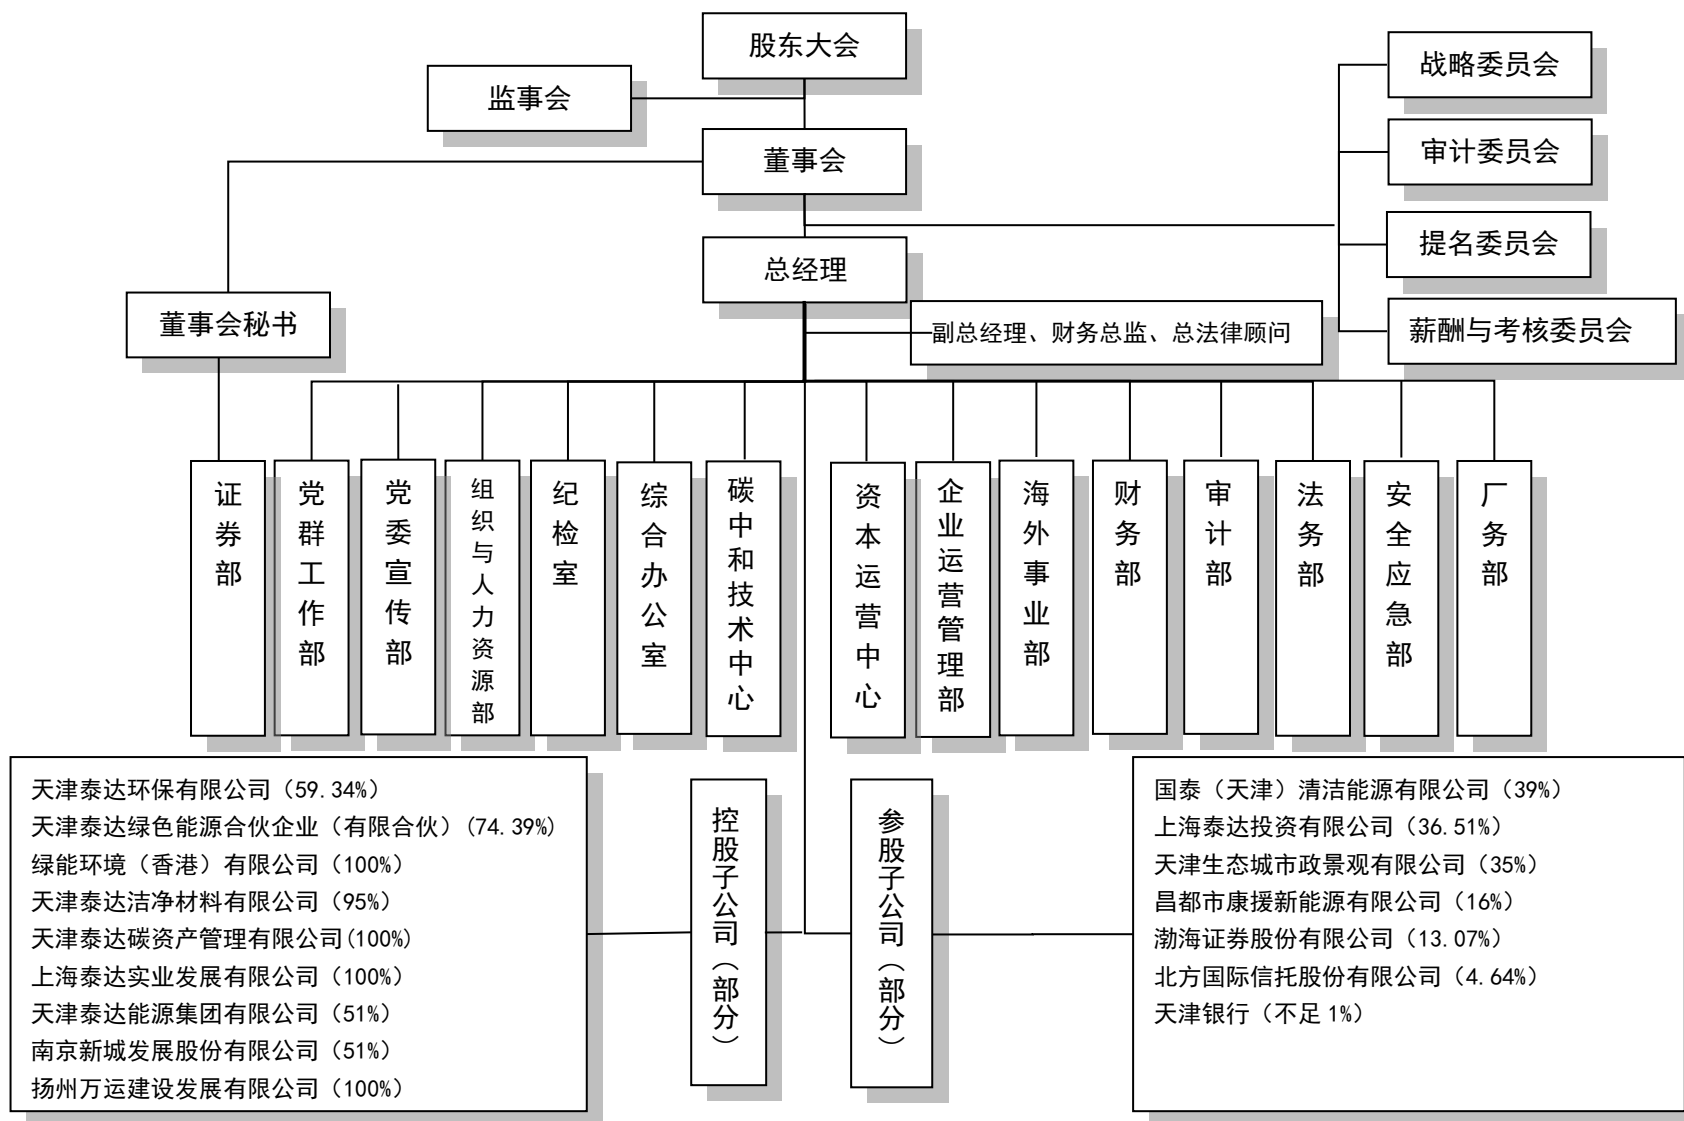 股东大会
监事会
董事会
总经理
董事会秘书
副总经理、财务总监、总法律顾问
战略委员会
审计委员会
提名委员会
薪酬与考核委员会
证券部
党群工作部
党委宣传部
组织与人力资源部
纪检室
综合办公室
碳中和技术中心
资本运营中心
企业运营管理部
海外事业部
财务部
审计部
法务部
安全应急部
厂务部
天津泰达环保有限公司（59.34%）
天津泰达绿色能源合伙企业（有限合伙）(74.39%)
绿能环境（香港）有限公司（100%）
天津泰达洁净材料有限公司（95%）
天津泰达碳资产管理有限公司(100%)
上海泰达实业发展有限公司（100%）
天津泰达能源集团有限公司（51%）
南京新城发展股份有限公司（51%）
扬州万运建设发展有限公司（100%）
控股子公司（部分）
参股子公司（部分）
国泰（天津）清洁能源有限公司（39%）
上海泰达投资有限公司（36.51%）
天津生态城市政景观有限公司（35%）
昌都市康援新能源有限公司（16%）
渤海证券股份有限公司（13.07%）
北方国际信托股份有限公司（4.64%）
天津银行（不足 1%）